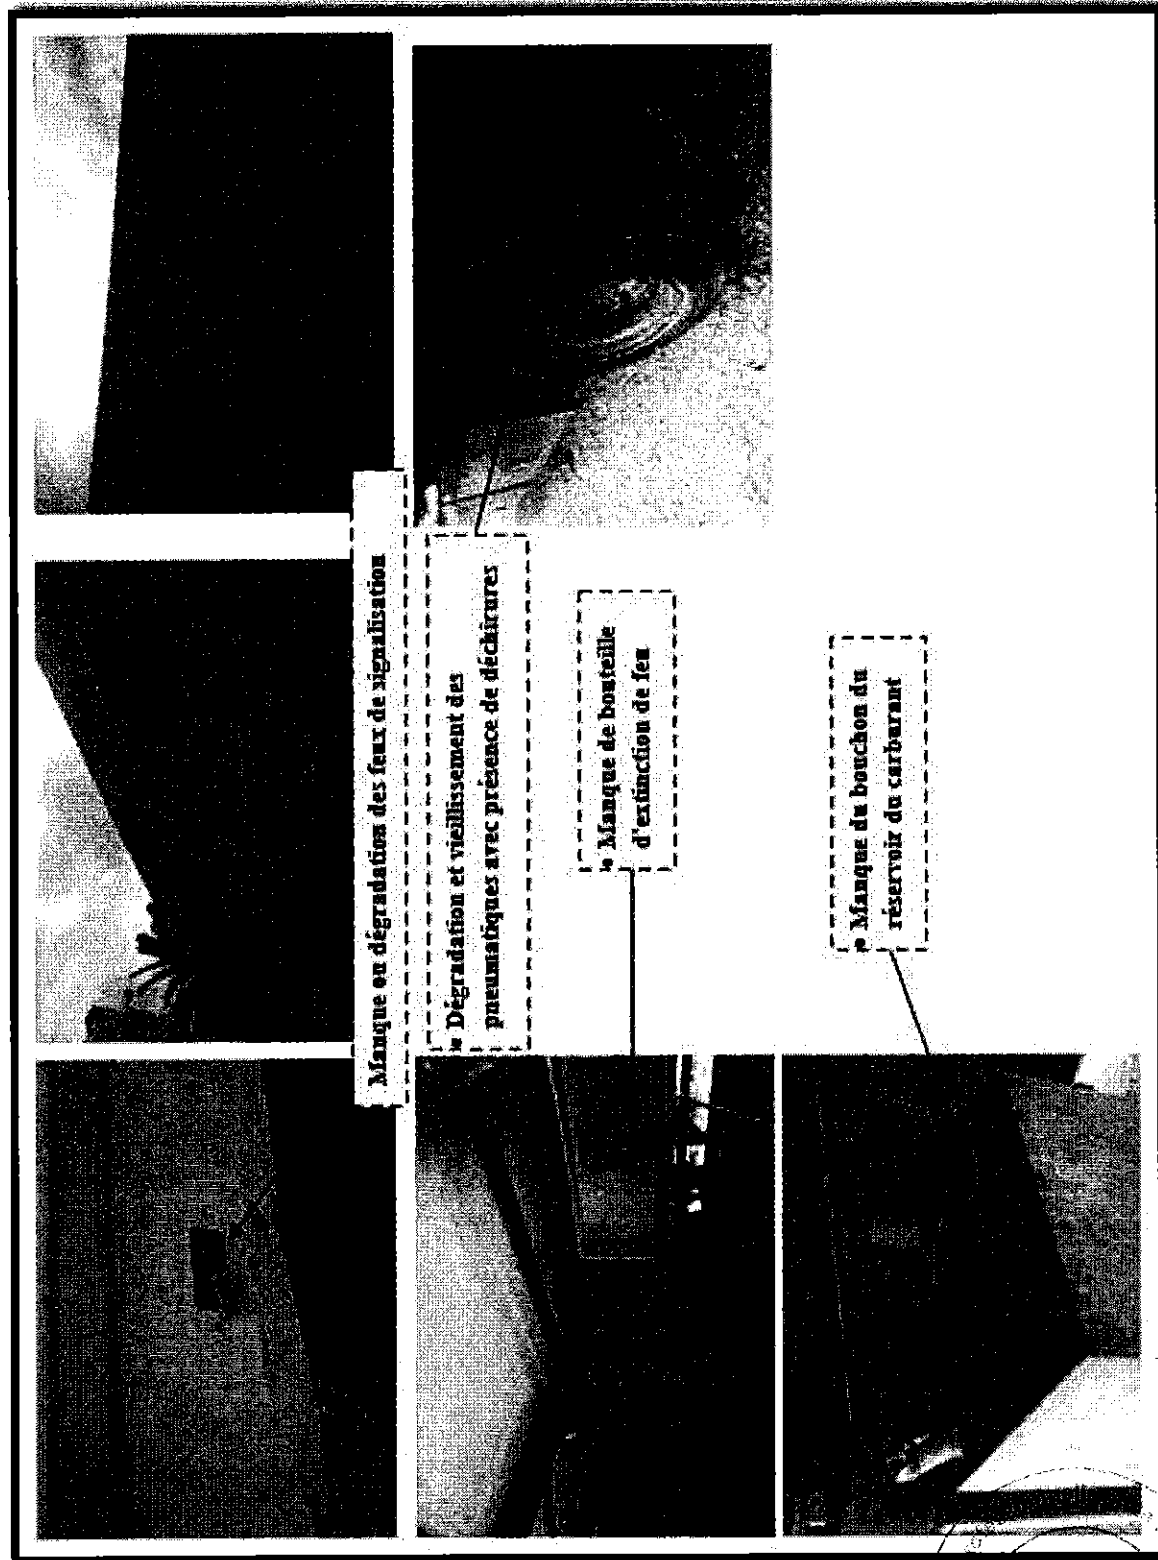 Manque ou dégradation des feux de signalisation
• Dégradation et vieillissement des
pneumatiques avec présence de déchirures
• Manque de bouteille
d'extinction de feu
• Manque du bouchon du
réservoir du carburant